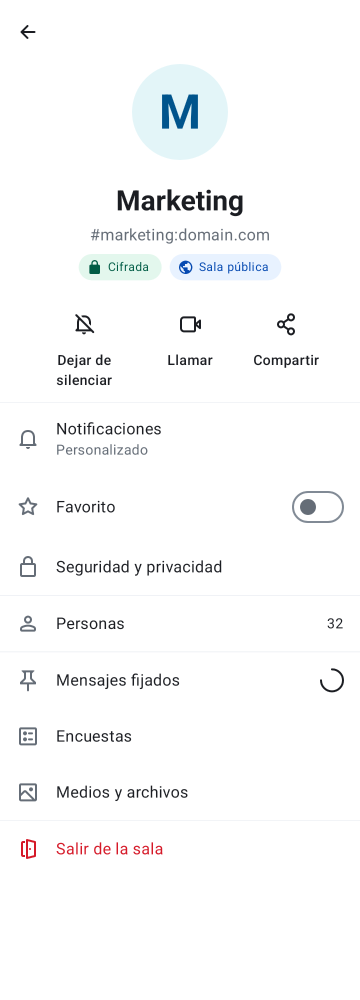 M
Marketing
#marketing:domain.com
Cifrada
Sala pública
Dejar de
silenciar
Llamar
Compartir
Notificaciones
Personalizado
Favorito
Seguridad y privacidad
Personas
32
Mensajes fijados
Encuestas
Medios y archivos
Salir de la sala